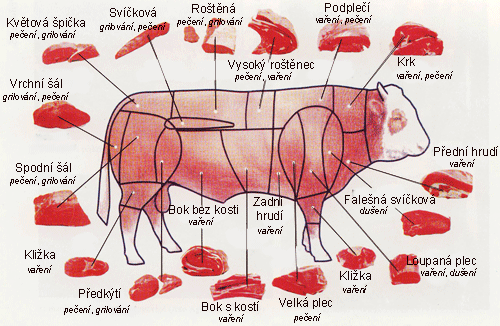 Květová špička
pečení, grilování
Svíčková
grilování, pečení
Roštěná
pečení, grilování
Podplečí
vaření, pečení
Vysoký roštěnec
pečení, vaření
Krk
vaření, pečení
Vrchní šál
grilování, pečení
Přední hrudí
vaření
Spodní šál
pečení, grilování
Falešná svíčková
dušení
Bok bez kosti
vaření
Zadní
hrudí
vaření
Kližka
vaření
Loupaná plec
vaření, dušení
Předkýtí
pečení, grilování
Bok s kostí
vaření
Velká plec
pečení, vaření
Kližka
vaření